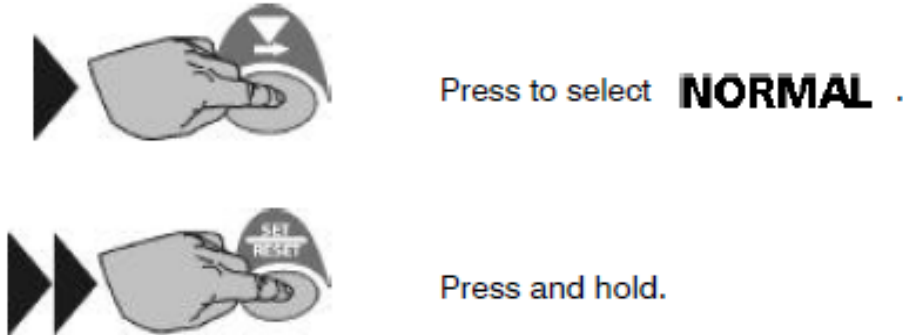 Press to select NORMAL .
SET
RESET
Press and hold.